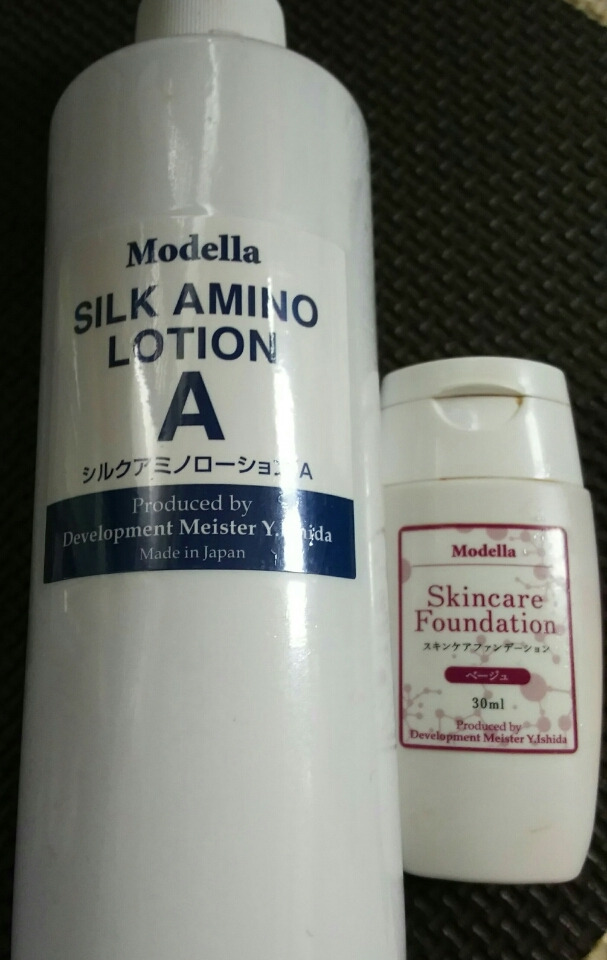 Modella
SILK AMINO
LOTION
A
シルクアミノローション A
Produced by
Development Meister Y.Ishida
Made in Japan
Modella
Skincare
Foundation
スキンケアファンデーション
ベージュ
30ml
Produced by
Development Meister Y.Ishida